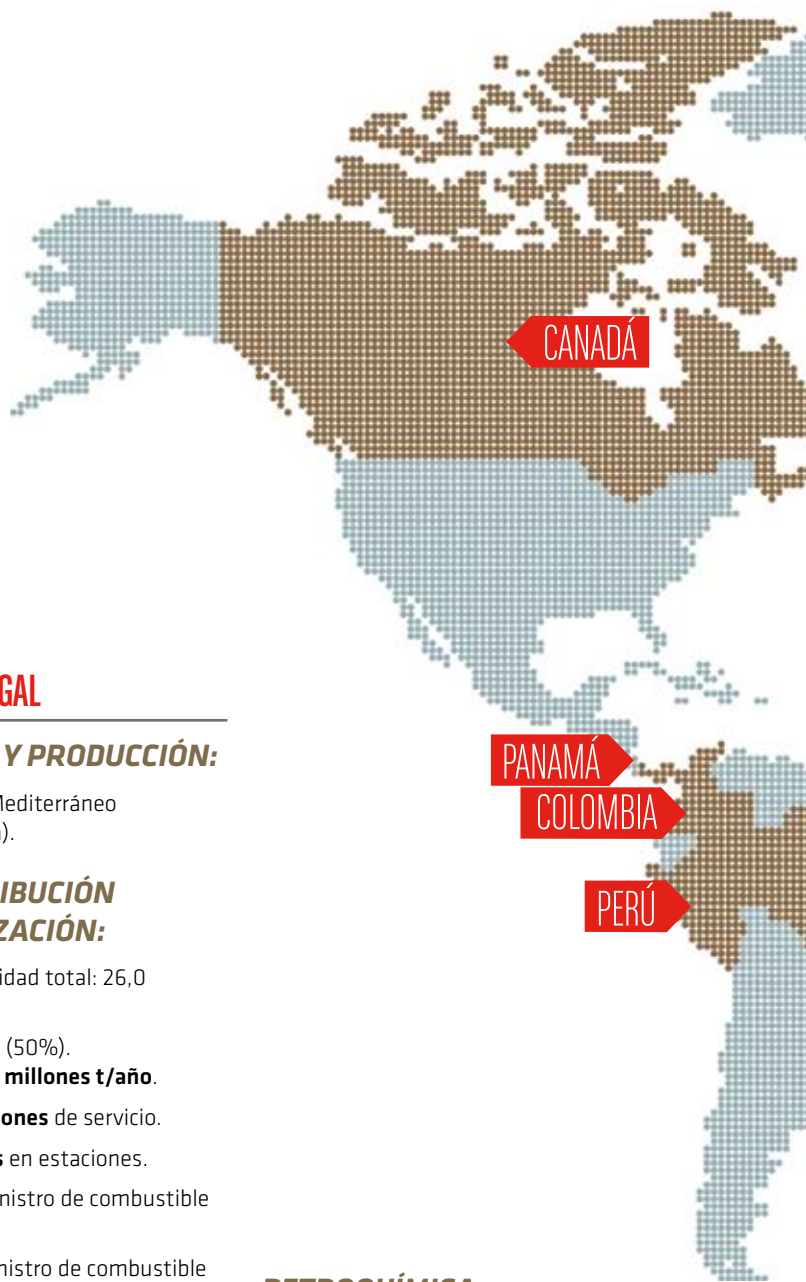 CANADÁ
GAL
Y PRODUCCIÓN:
Mediterráneo
).
PANAMÁ
COLOMBIA
PERÚ
IBUCIÓN
ZACIÓN:
idad total: 26,0
(50%).
millones t/año.
ones de servicio.
s en estaciones.
nistro de combustible
nistro de combustible
PETROQUÍMICA